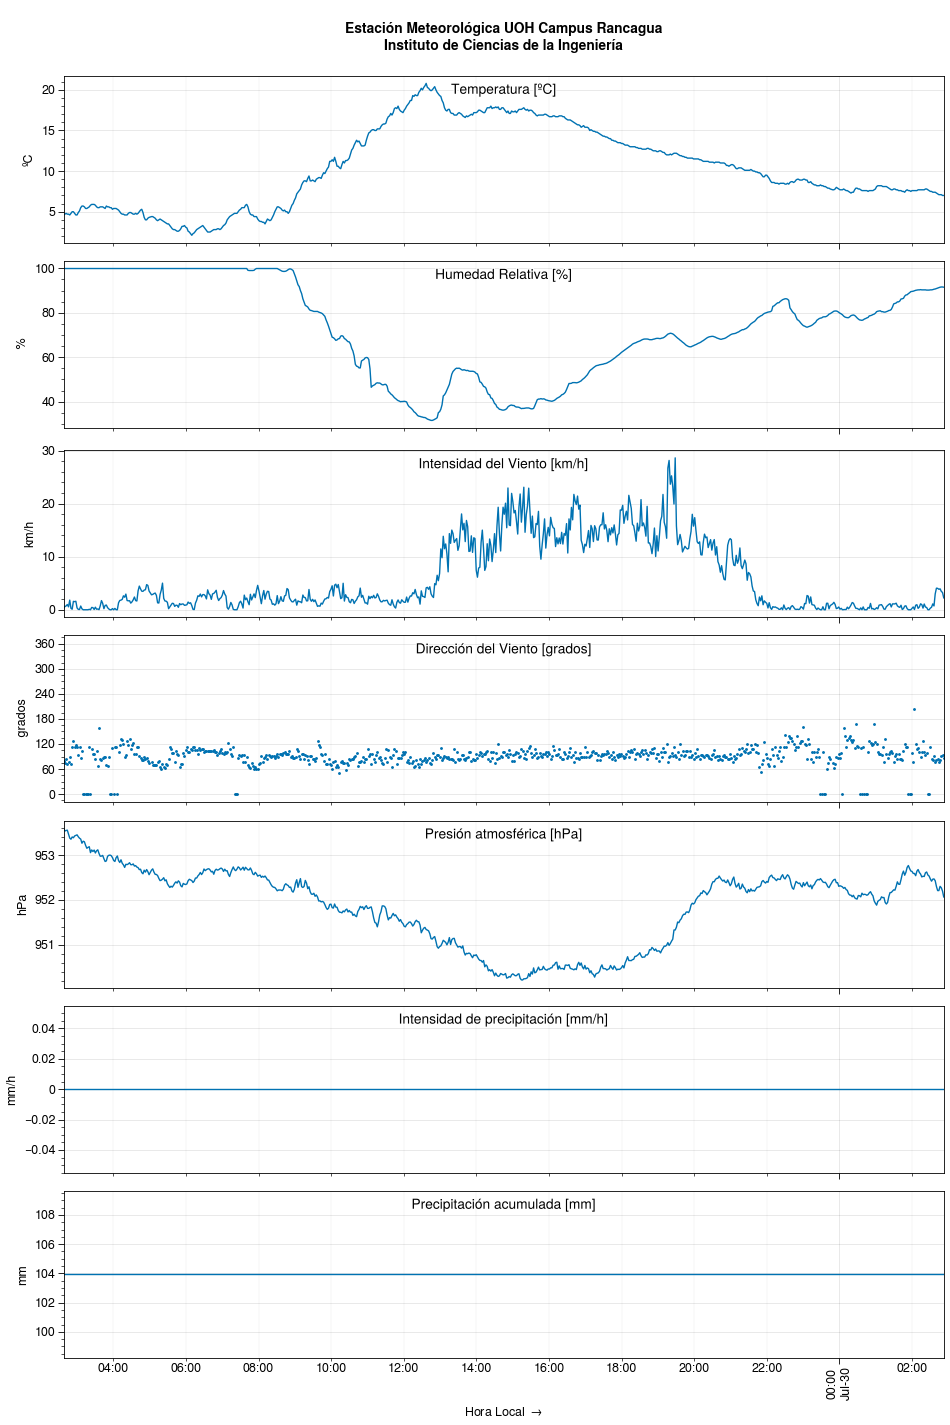 Estación Meteorológica UOH Campus Rancagua
Instituto de Ciencias de la Ingeniería
Temperatura [ºC]
20
15
10
5
ºC
Humedad Relativa [%]
100
80
60
40
%
Intensidad del Viento [km/h]
30
20
10
0
km/h
Dirección del Viento [grados]
360
300
240
180
120
60
0
grados
Presión atmosférica [hPa]
953
952
951
hPa
Intensidad de precipitación [mm/h]
0.04
0.02
0
−0.02
−0.04
mm/h
Precipitación acumulada [mm]
108
106
104
102
100
mm
04:00 06:00 08:00 10:00 12:00 14:00 16:00 18:00 20:00 22:00 00:00 02:00
Jul-30
Hora Local →